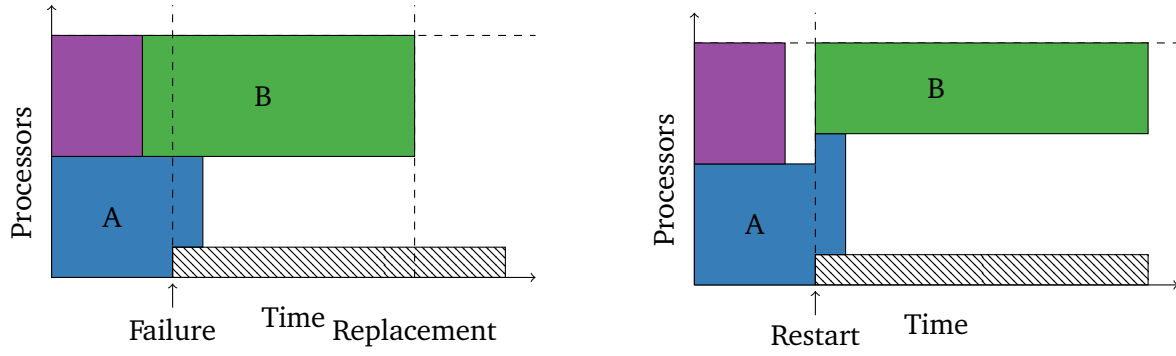 B
A
Processors
Failure
Time
Replacement
B
A
Processors
Restart
Time